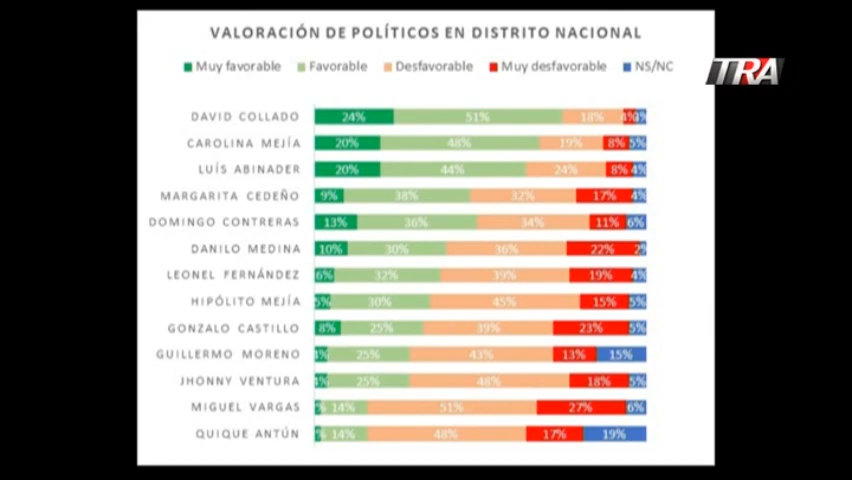 VALORACIÓN DE POLÍTICOS EN DISTRITO NACIONAL
Muy favorable Favorable Desfavorable Muy desfavorable NS/NC
TRA
DAVID COLLADO 24% 51% 18% 4% 4%
CAROLINA MEJÍA 20% 48% 19% 8% 5%
LUÍS ABINADER 20% 44% 24% 8% 4%
MARGARITA CEDEÑO 9% 38% 32% 17% 4%
DOMINGO CONTRERAS 13% 36% 34% 11% 6%
DANILO MEDINA 10% 30% 36% 22% 2%
LEONEL FERNÁNDEZ 6% 32% 39% 19% 4%
HIPÓLITO MEJÍA 5% 30% 45% 15% 5%
GONZALO CASTILLO 8% 25% 39% 23% 5%
GUILLERMO MORENO 4% 25% 43% 13% 15%
JHONNY VENTURA 4% 25% 48% 18% 5%
MIGUEL VARGAS 14% 51% 27% 6%
QUIQUE ANTÚN 14% 48% 17% 19%